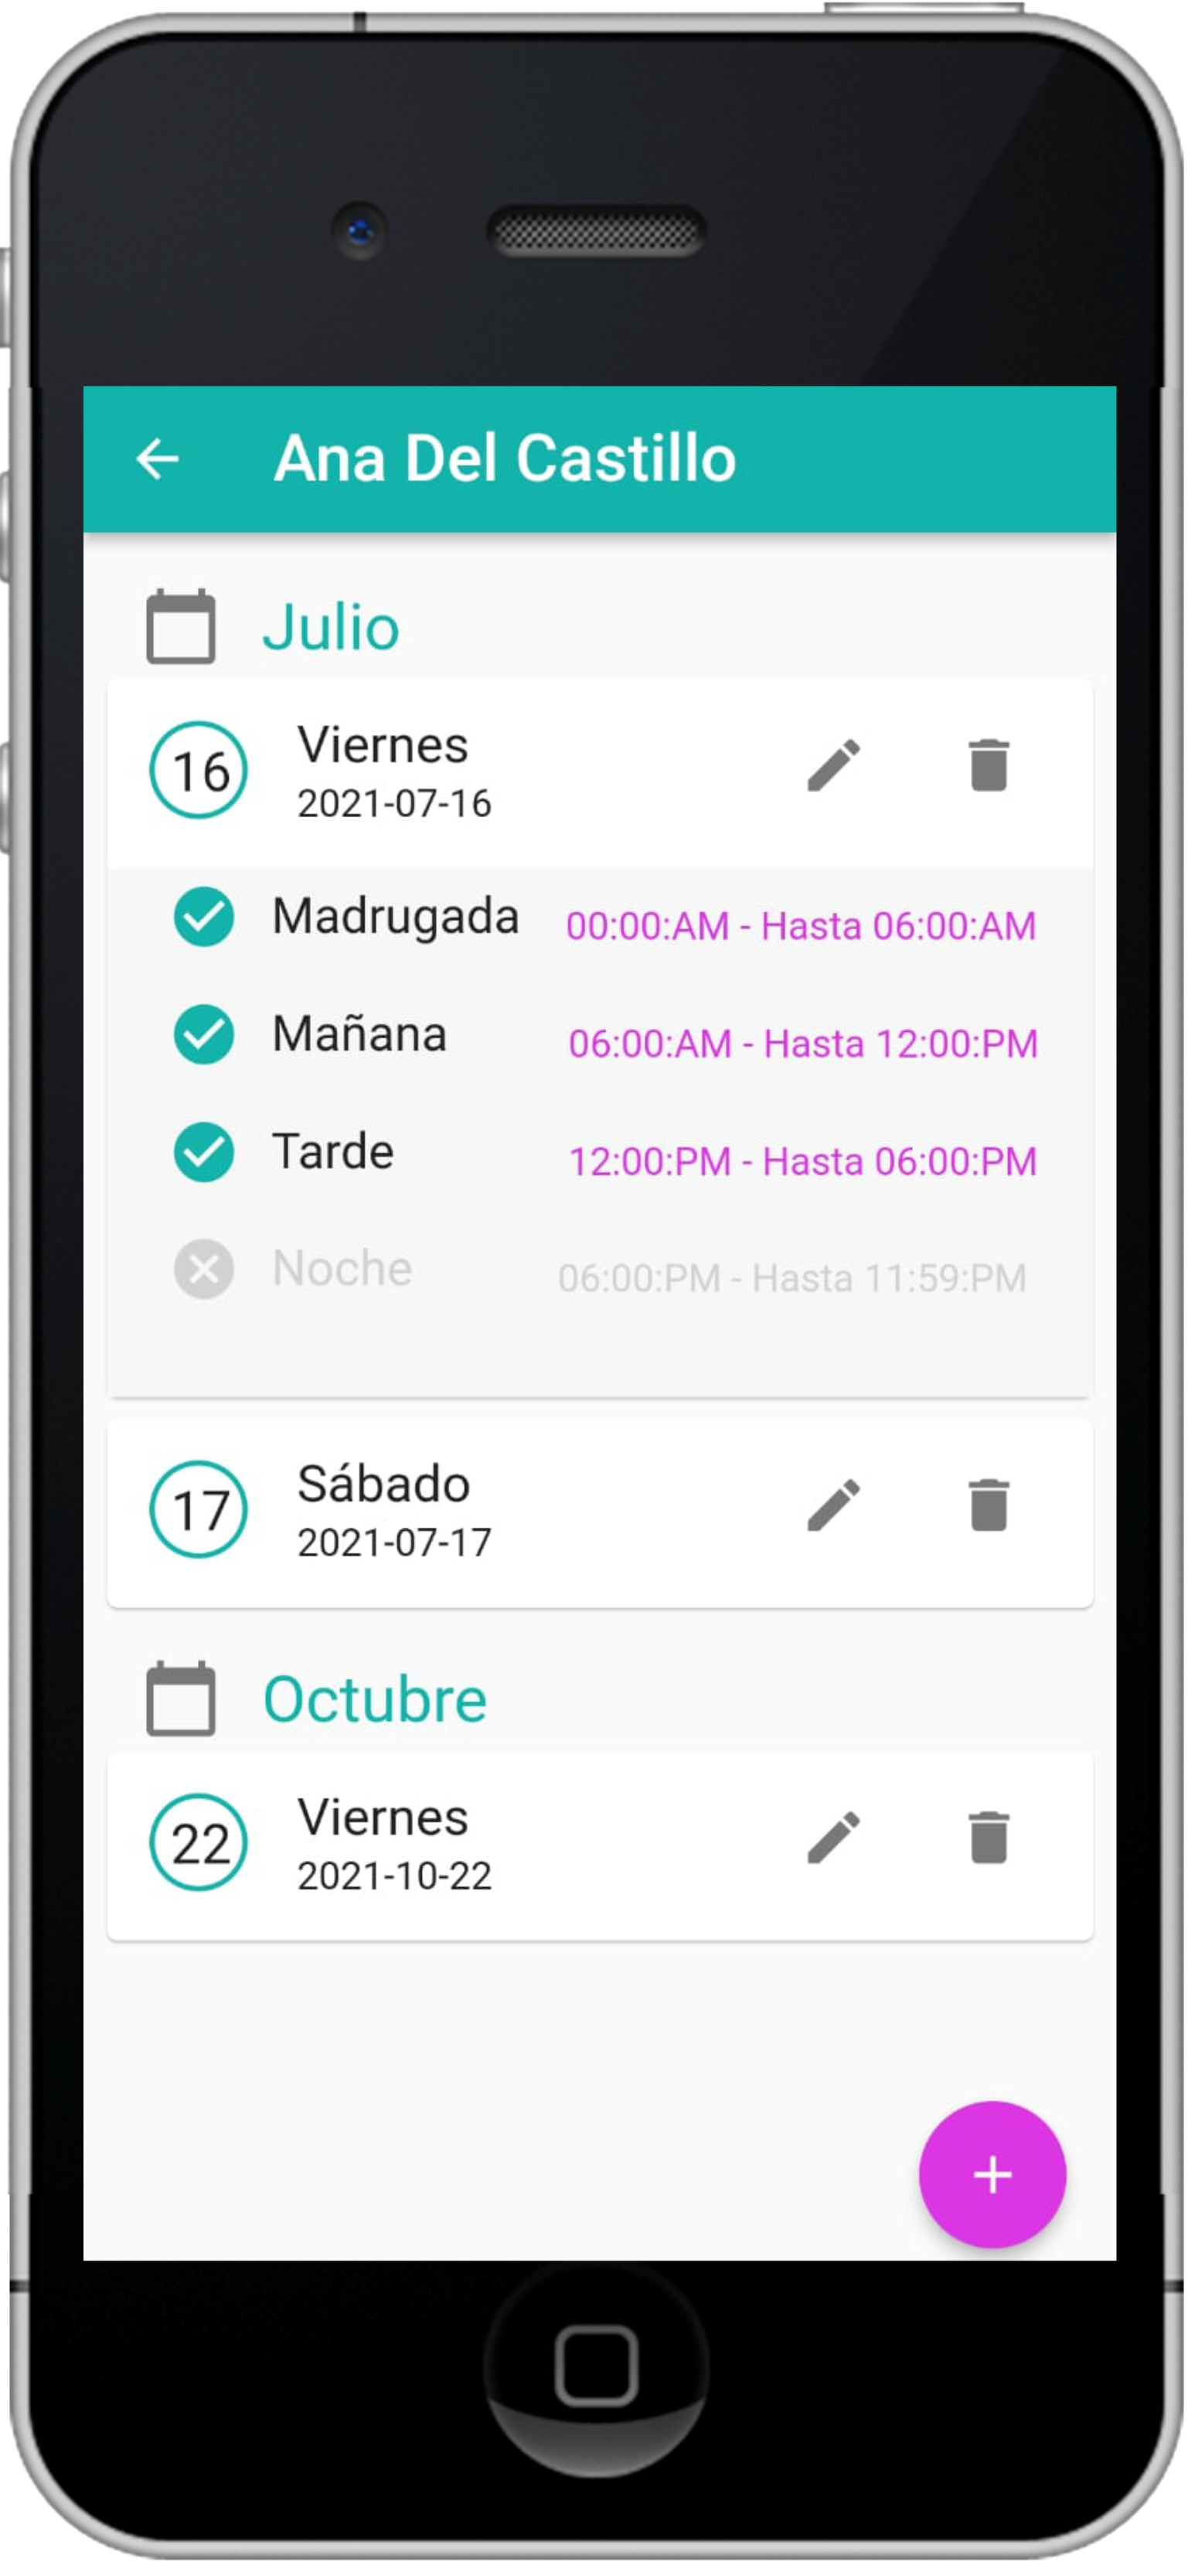 Ana Del Castillo
Julio
16 Viernes
2021-07-16
Madrugada 00:00:AM - Hasta 06:00:AM
Mañana 06:00:AM - Hasta 12:00:PM
Tarde 12:00:PM - Hasta 06:00:PM
Noche 06:00:PM - Hasta 11:59:PM
17 Sábado
2021-07-17
Octubre
22 Viernes
2021-10-22